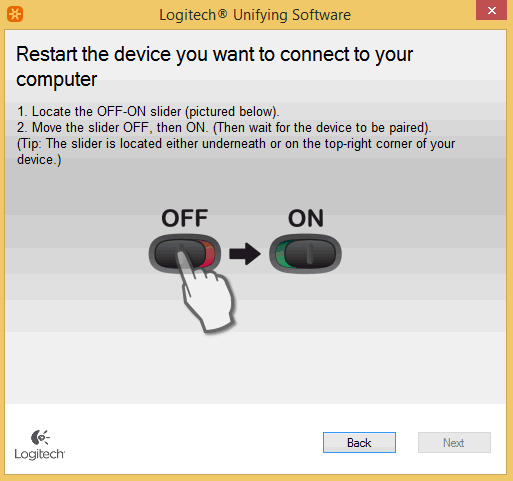 Logitech® Unifying Software
Restart the device you want to connect to your
computer
1. Locate the OFF-ON slider (pictured below).
2. Move the slider OFF, then ON. (Then wait for the device to be paired).
(Tip: The slider is located either underneath or on the top-right corner of your
device.)
OFF ON
Logitech
Back Next